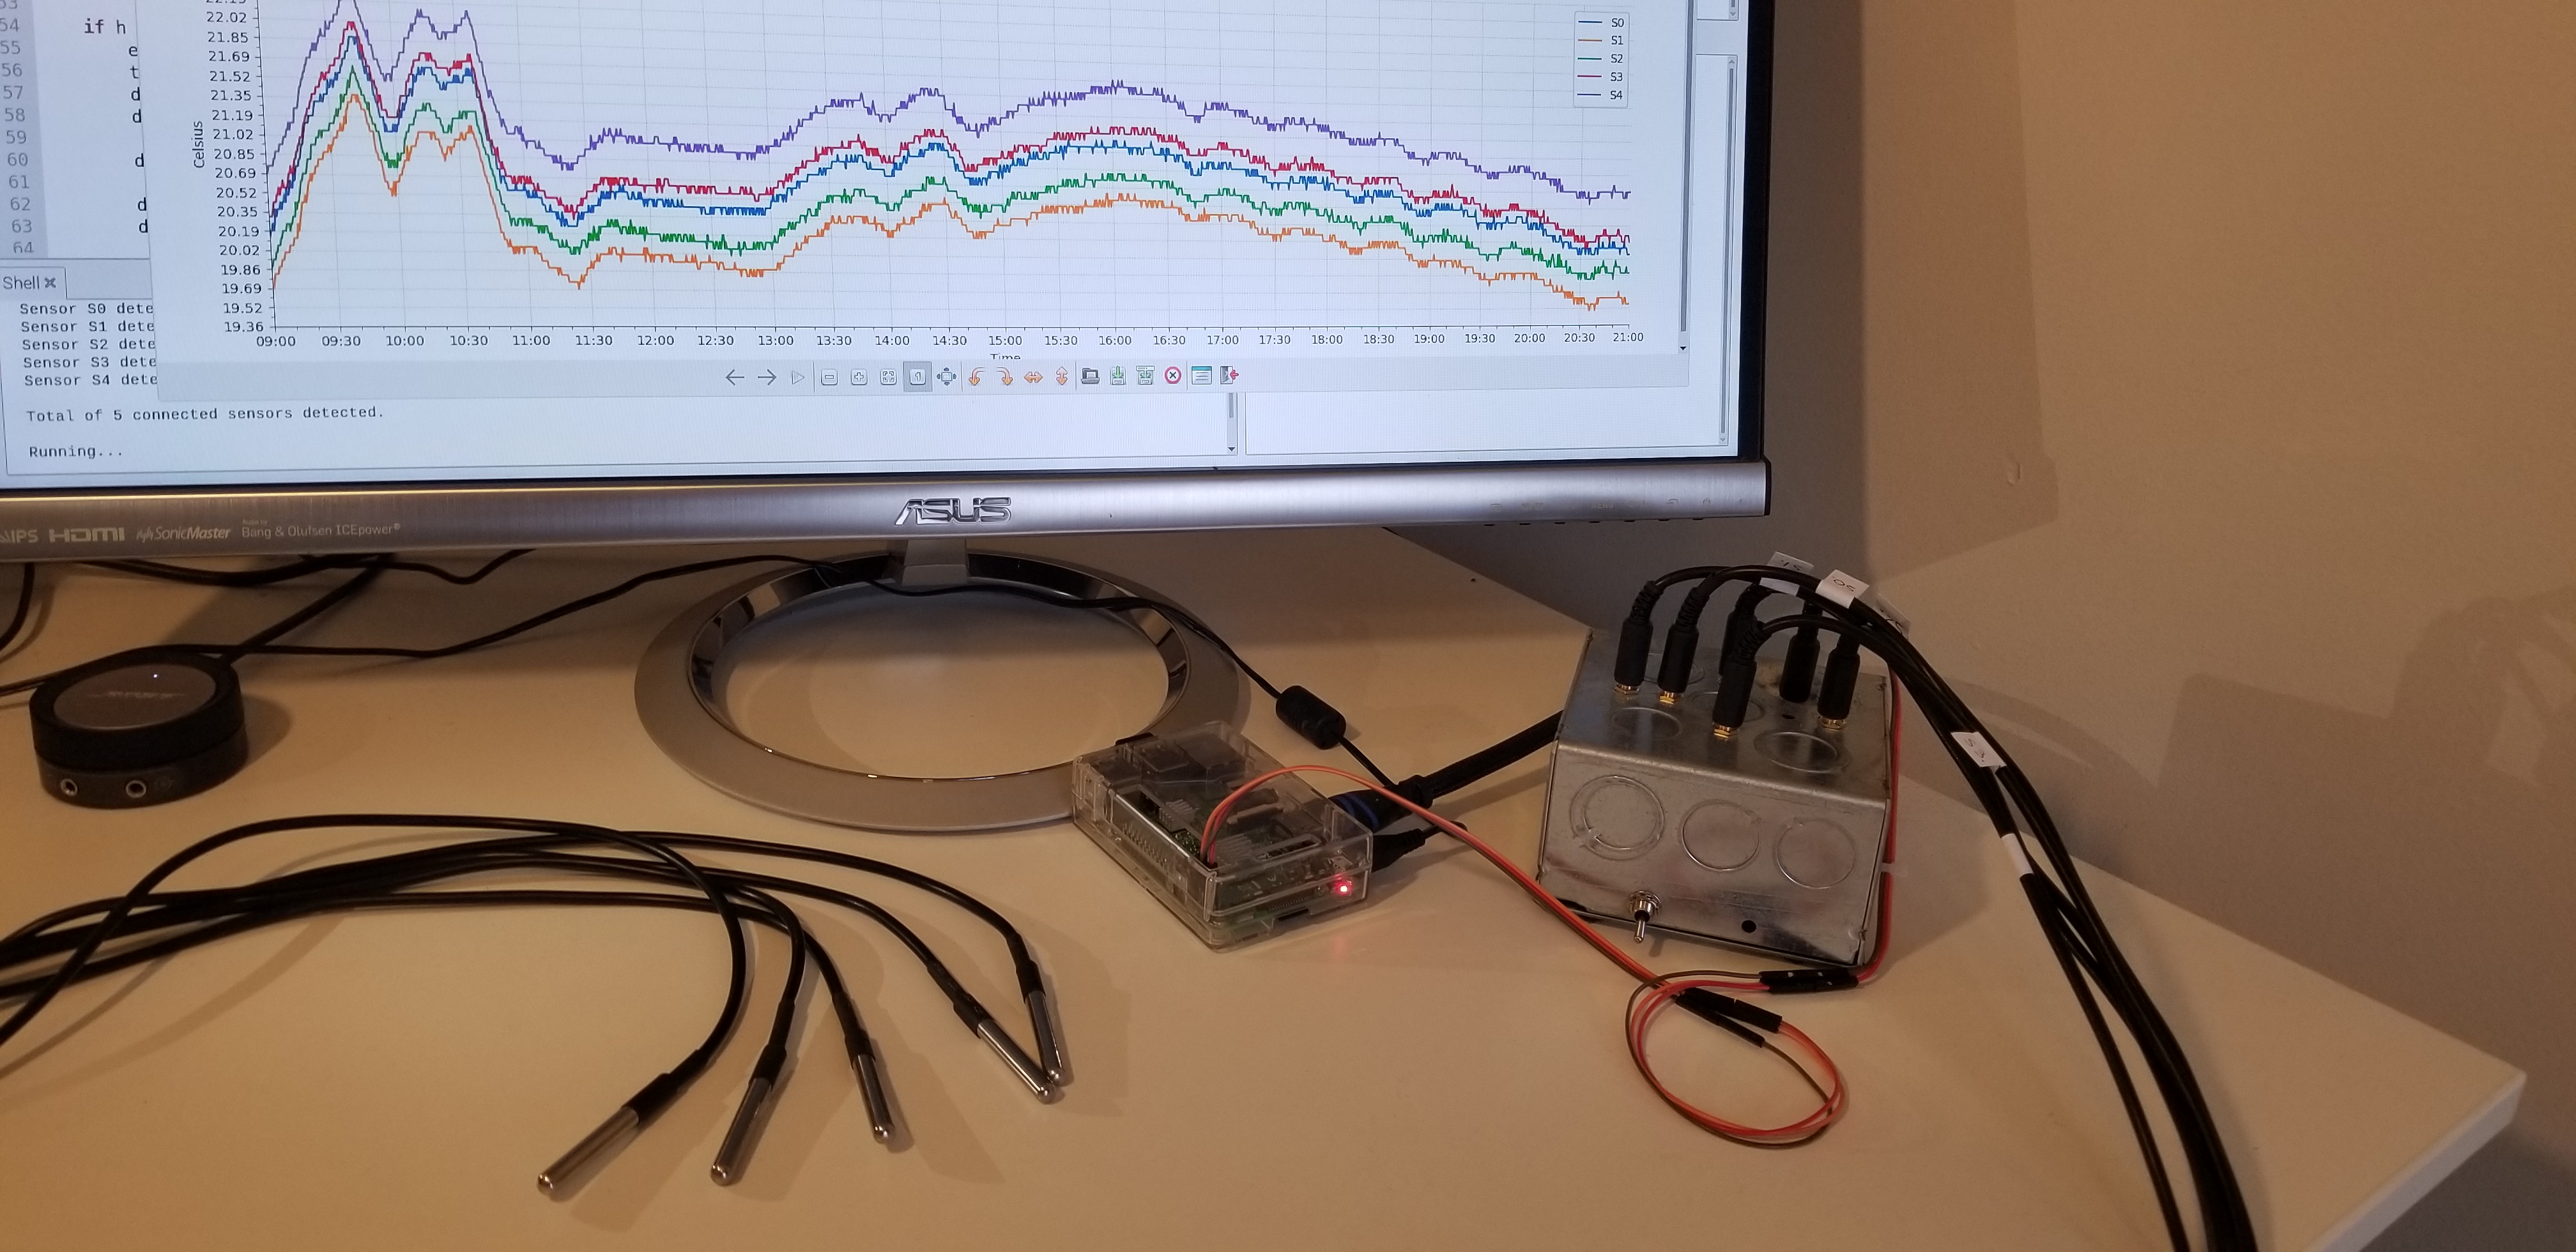 54 if h
55 e
56 t
57 d
58 d
59
60 d
61
62 d
63 d
64
22.02
21.85
21.69
21.52
21.35
21.19
21.02
20.85
20.69
20.52
20.35
20.19
20.02
19.86
19.69
19.52
19.36
Celsius
S0
S1
S2
S3
S4
09:00 09:30 10:00 10:30 11:00 11:30 12:00 12:30 13:00 13:30 14:00 14:30 15:00 15:30 16:00 16:30 17:00 17:30 18:00 18:30 19:00 19:30 20:00 20:30 21:00
Time
Shell
Sensor S0 dete
Sensor S1 dete
Sensor S2 dete
Sensor S3 dete
Sensor S4 dete
Total of 5 connected sensors detected.
Running...
ASUS
IPS HDMI SonicMaster Bang & Olufsen ICEpower®
S0